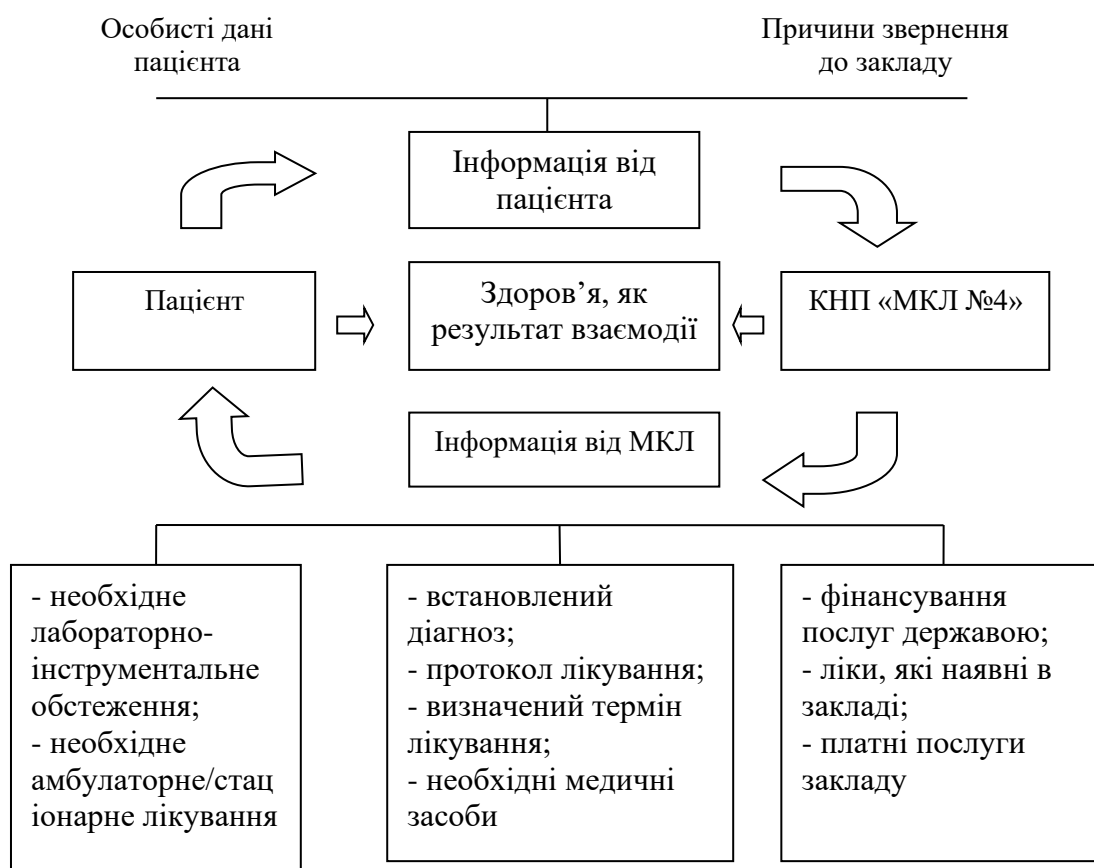 Особисті дані
пацієнта
Причини звернення
до закладу
Інформація від
пацієнта
Пацієнт
Здоров’я, як
результат взаємодії
КНП «МКЛ №4»
Інформація від МКЛ
- необхідне
лабораторно-
інструментальне
обстеження;
- необхідне
амбулаторне/стац
іонарне лікування
- встановлений
діагноз;
- протокол лікування;
- визначений термін
лікування;
- необхідні медичні
засоби
- фінансування
послуг державою;
- ліки, які наявні в
закладі;
- платні послуги
закладу